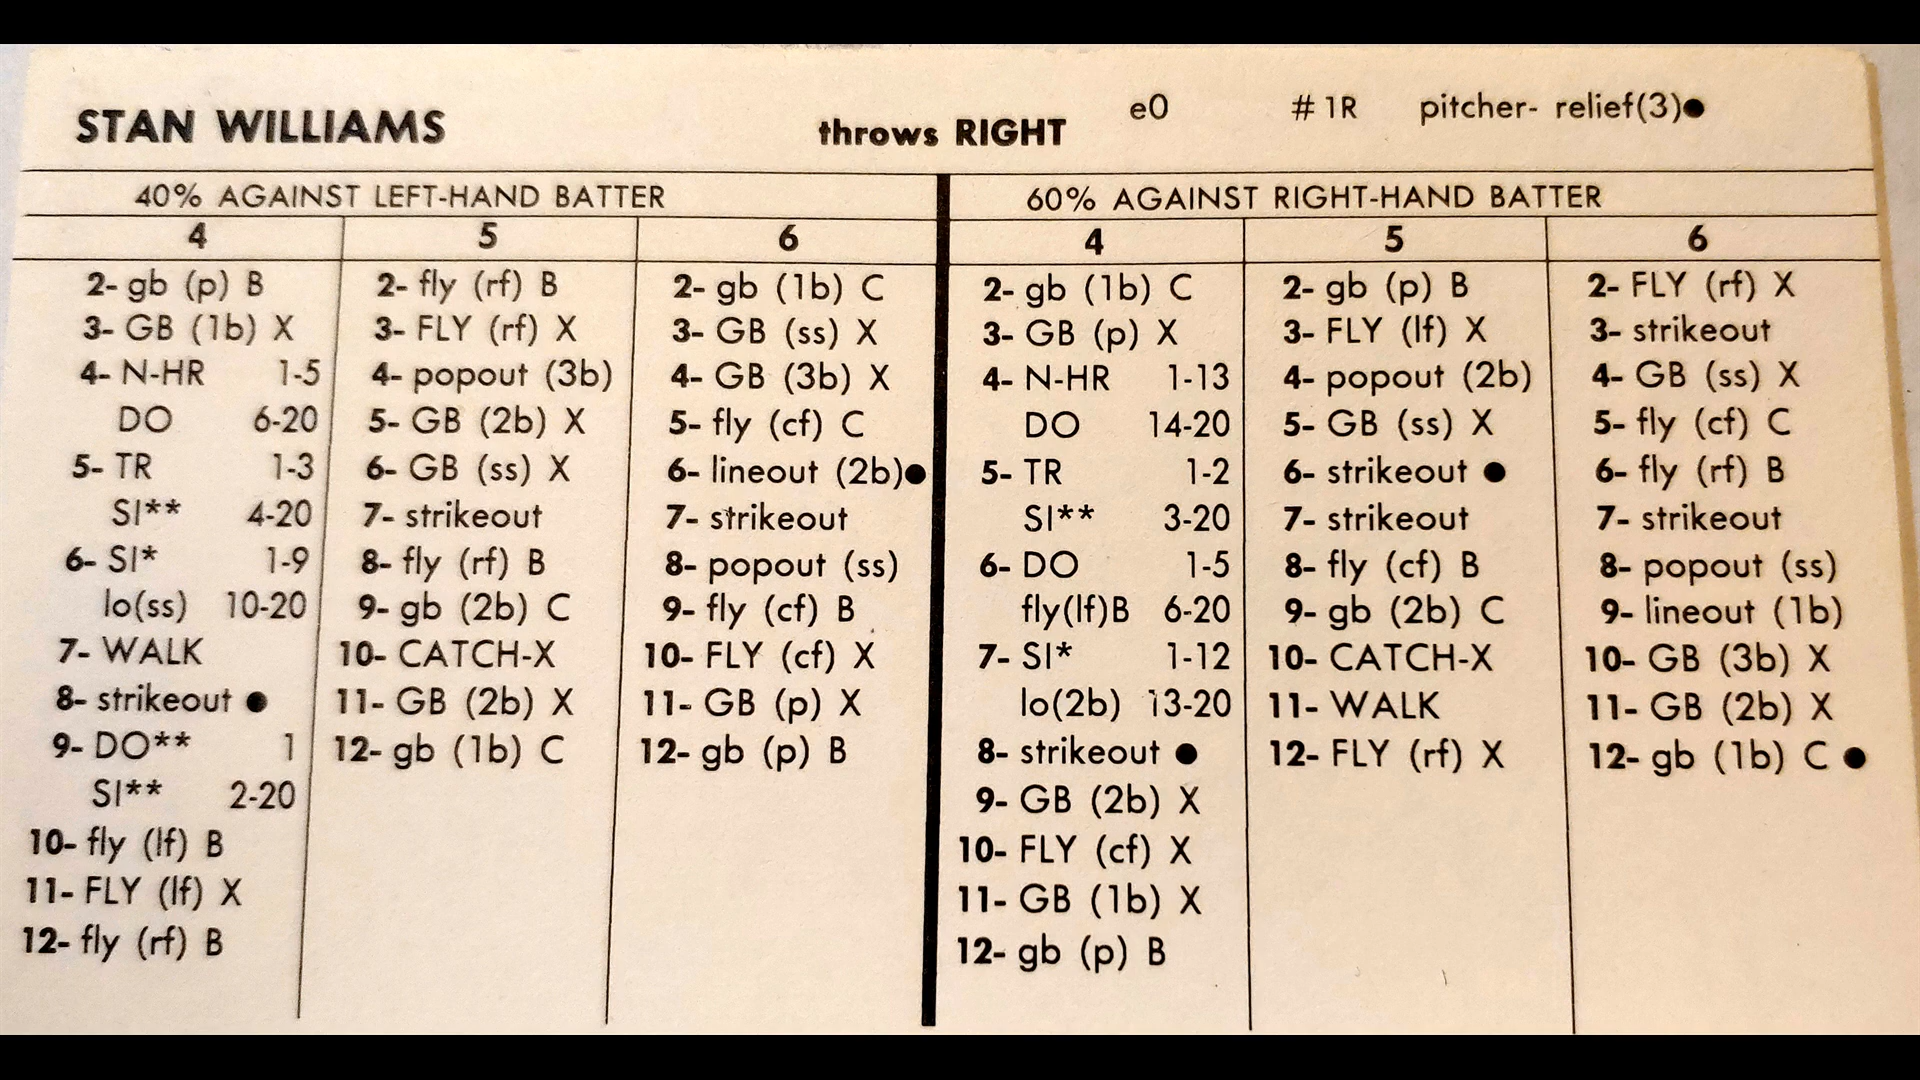 STAN WILLIAMS throws RIGHT e0 #1R pitcher- relief(3)●
40% AGAINST LEFT-HAND BATTER
4 5 6
2- gb (p) B 2- fly (rf) B 2- gb (1b) C
3- GB (1b) X 3- FLY (rf) X 3- GB (ss) X
4- N-HR 1-5 4- popout (3b) 4- GB (3b) X
DO 6-20 5- GB (2b) X 5- fly (cf) C
5- TR 1-3 6- GB (ss) X 6- lineout (2b)●
SI** 4-20 7- strikeout 7- strikeout
6- SI* 1-9 8- fly (rf) B 8- popout (ss)
lo(ss) 10-20 9- gb (2b) C 9- fly (cf) B
7- WALK 10- CATCH-X 10- FLY (cf) X
8- strikeout ● 11- GB (2b) X 11- GB (p) X
9- DO** 1 12- gb (1b) C 12- gb (p) B
SI** 2-20
10- fly (lf) B
11- FLY (lf) X
12- fly (rf) B
60% AGAINST RIGHT-HAND BATTER
4 5 6
2- gb (1b) C 2- gb (p) B 2- FLY (rf) X
3- GB (p) X 3- FLY (lf) X 3- strikeout
4- N-HR 1-13 4- popout (2b) 4- GB (ss) X
DO 14-20 5- GB (ss) X 5- fly (cf) C
5- TR 1-2 6- strikeout ● 6- fly (rf) B
SI** 3-20 7- strikeout 7- strikeout
6- DO 1-5 8- fly (cf) B 8- popout (ss)
fly(lf)B 6-20 9- gb (2b) C 9- lineout (1b)
7- SI* 1-12 10- CATCH-X 10- GB (3b) X
lo(2b) 13-20 11- WALK 11- GB (2b) X
8- strikeout ● 12- FLY (rf) X 12- gb (1b) C ●
9- GB (2b) X
10- FLY (cf) X
11- GB (1b) X
12- gb (p) B